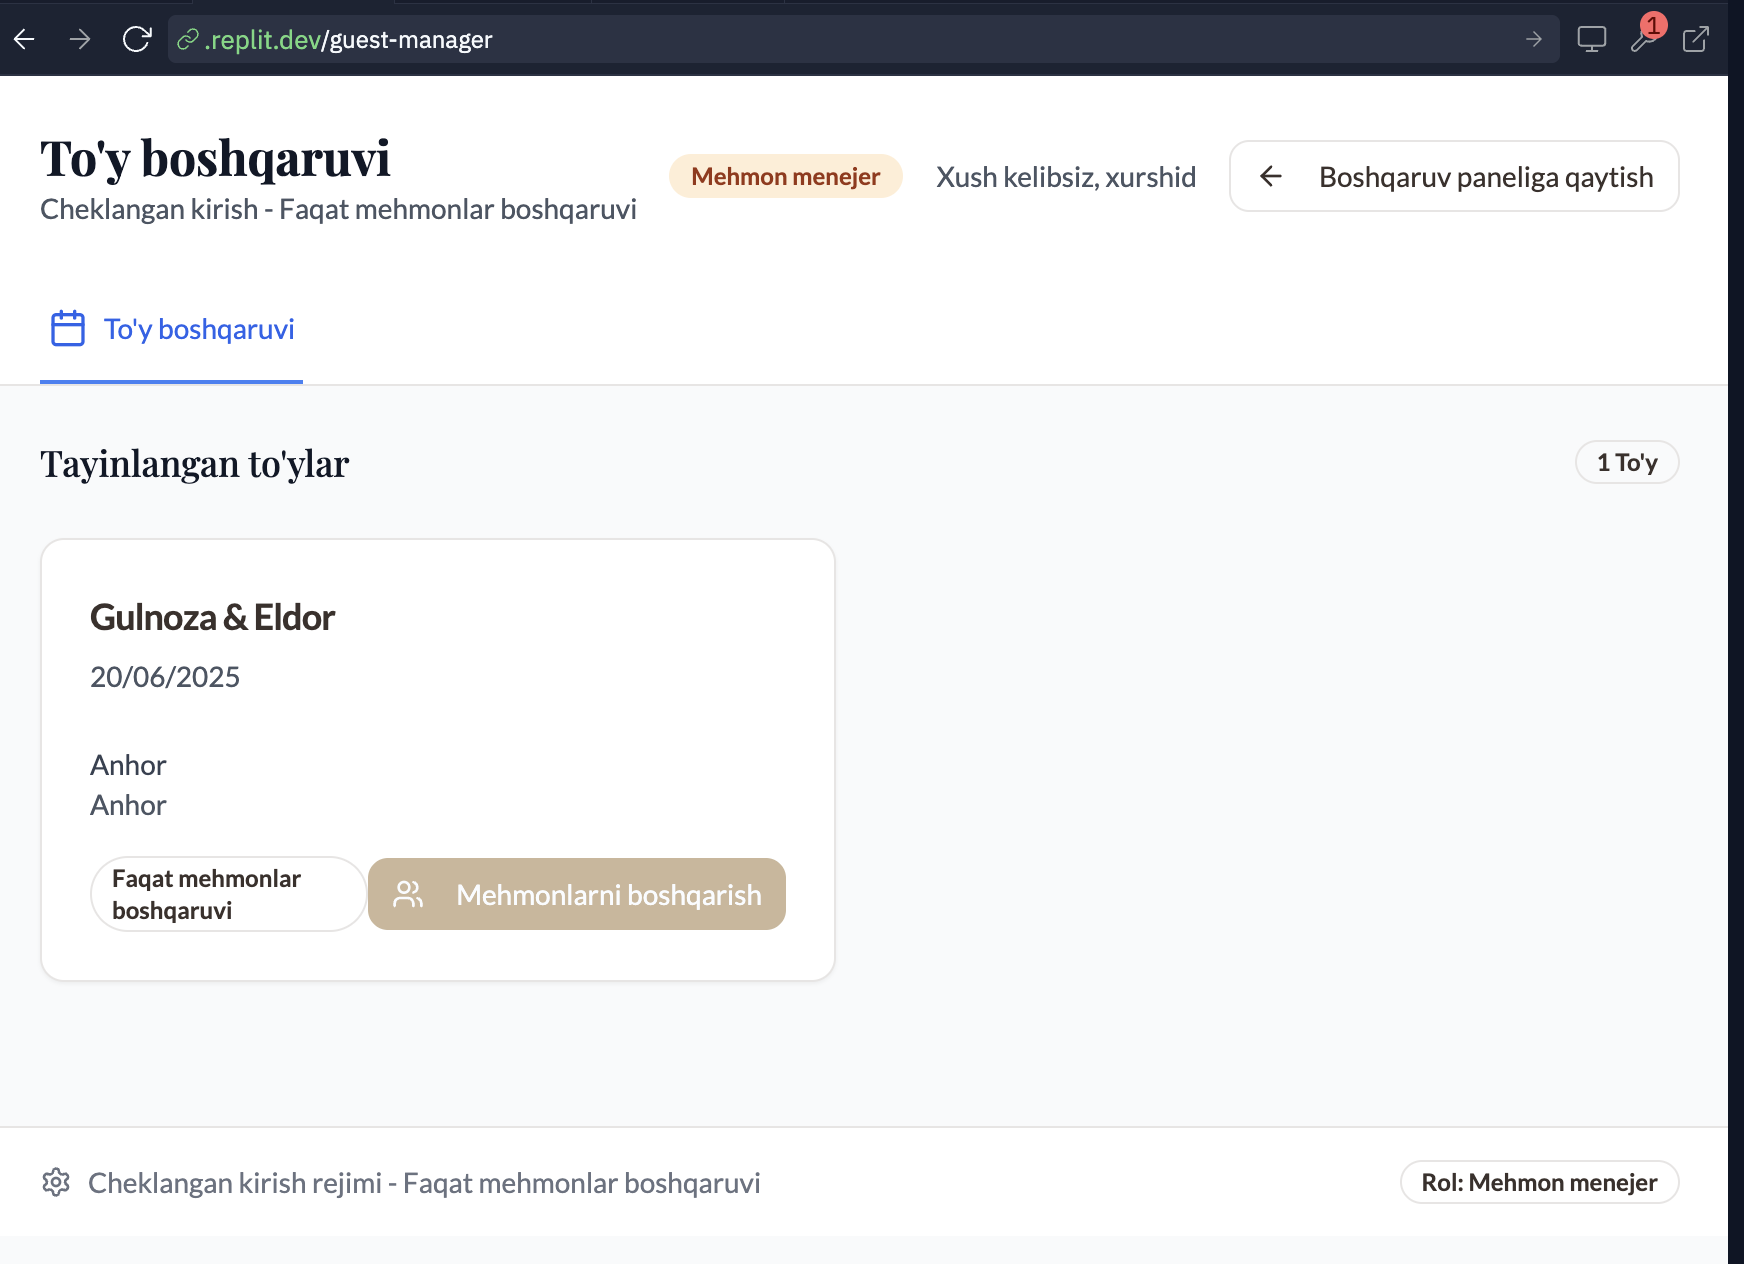 .replit.dev/guest-manager
1
To'y boshqaruvi
Cheklangan kirish - Faqat mehmonlar boshqaruvi
Mehmon menejer
Xush kelibsiz, xurshid
Boshqaruv paneliga qaytish
To'y boshqaruvi
Tayinlangan to'ylar
1 To'y
Gulnoza & Eldor
20/06/2025
Anhor
Anhor
Faqat mehmonlar
boshqaruvi
Mehmonlarni boshqarish
Cheklangan kirish rejimi - Faqat mehmonlar boshqaruvi
Rol: Mehmon menejer